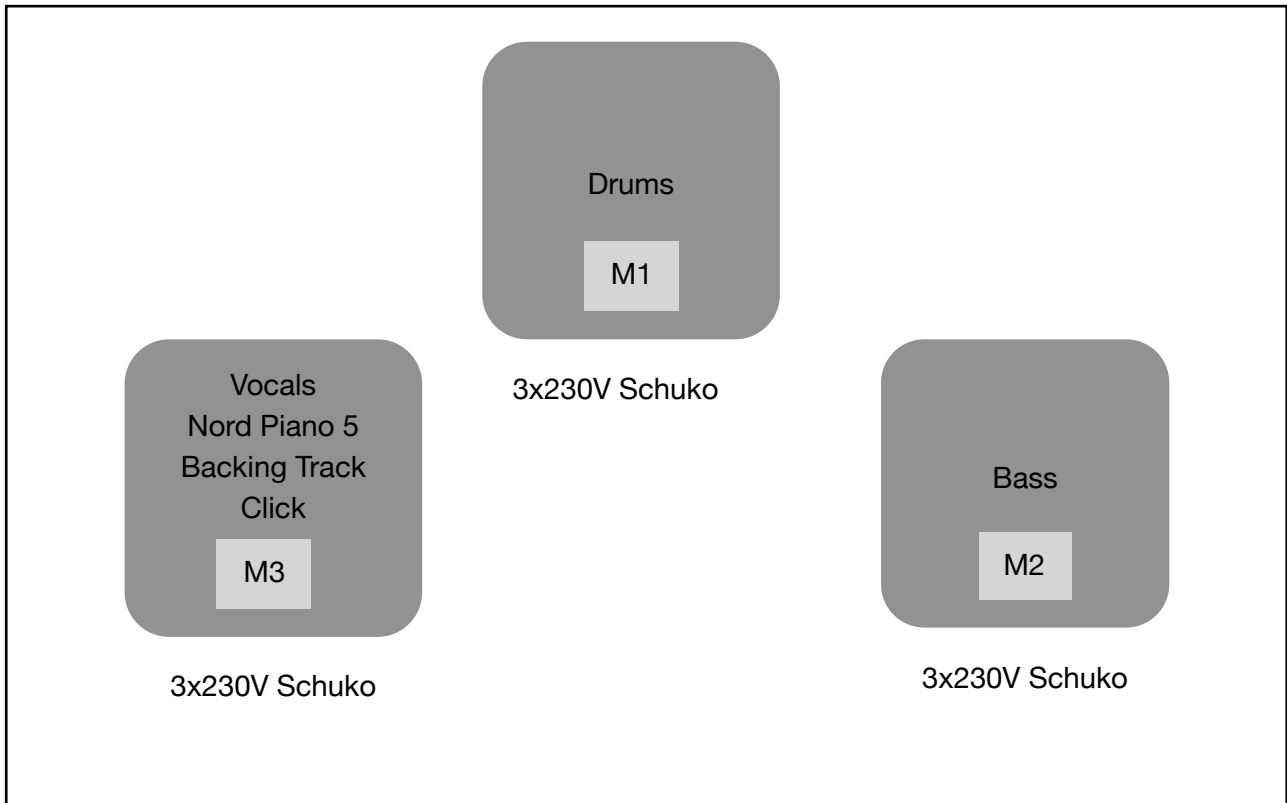 Drums
M1
3x230V Schuko
Vocals
Nord Piano 5
Backing Track
Click
M3
3x230V Schuko
Bass
M2
3x230V Schuko